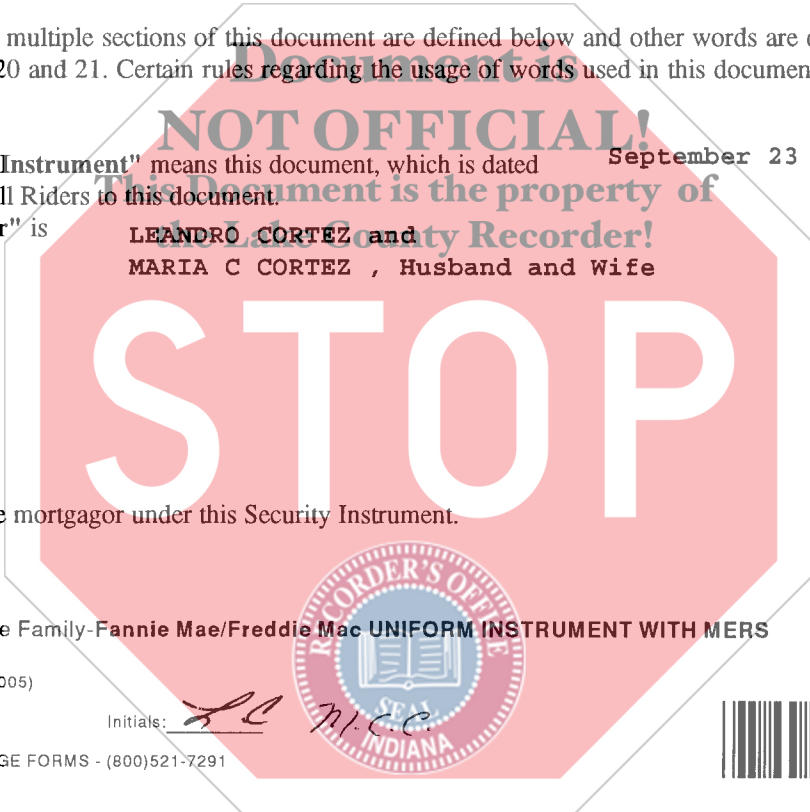 multiple sections of this document are defined below and other words are
20 and 21. Certain rules regarding the usage of words used in this documen
Document is
NOT OFFICIAL!
Instrument" means this document, which is dated September 23
This Document is the property of
ll Riders to this document.
r" is LEANDRO CORTEZ and
the Lake County Recorder!
MARIA C CORTEZ , Husband and Wife
STOP
e mortgagor under this Security Instrument.
RECORDER'S OFFICE
e Family-Fannie Mae/Freddie Mac UNIFORM INSTRUMENT WITH MERS
005)
SEAL
Initials: LC M.C.C.
INDIANA
GE FORMS - (800)521-7291